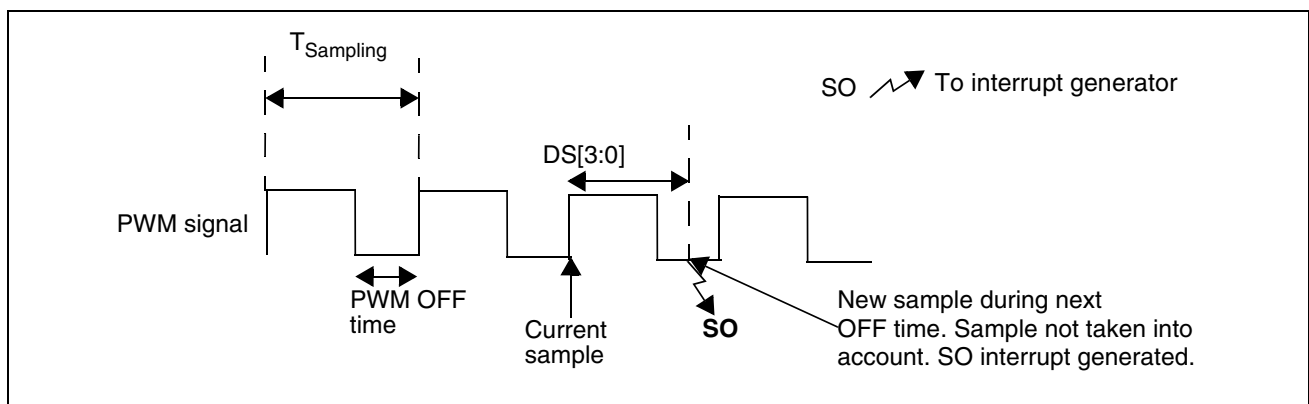 TSampling
SO To interrupt generator
DS[3:0]
PWM signal
PWM OFF
time
Current
sample
SO
New sample during next
OFF time. Sample not taken into
account. SO interrupt generated.